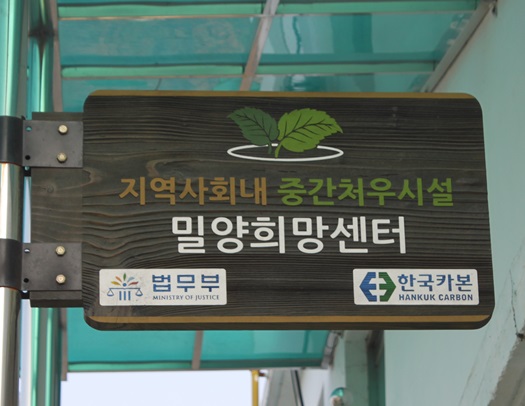 지역사회내 중간처우시설
밀양희망센터
법무부
MINISTRY OF JUSTICE
한국카본
HANKUK CARBON